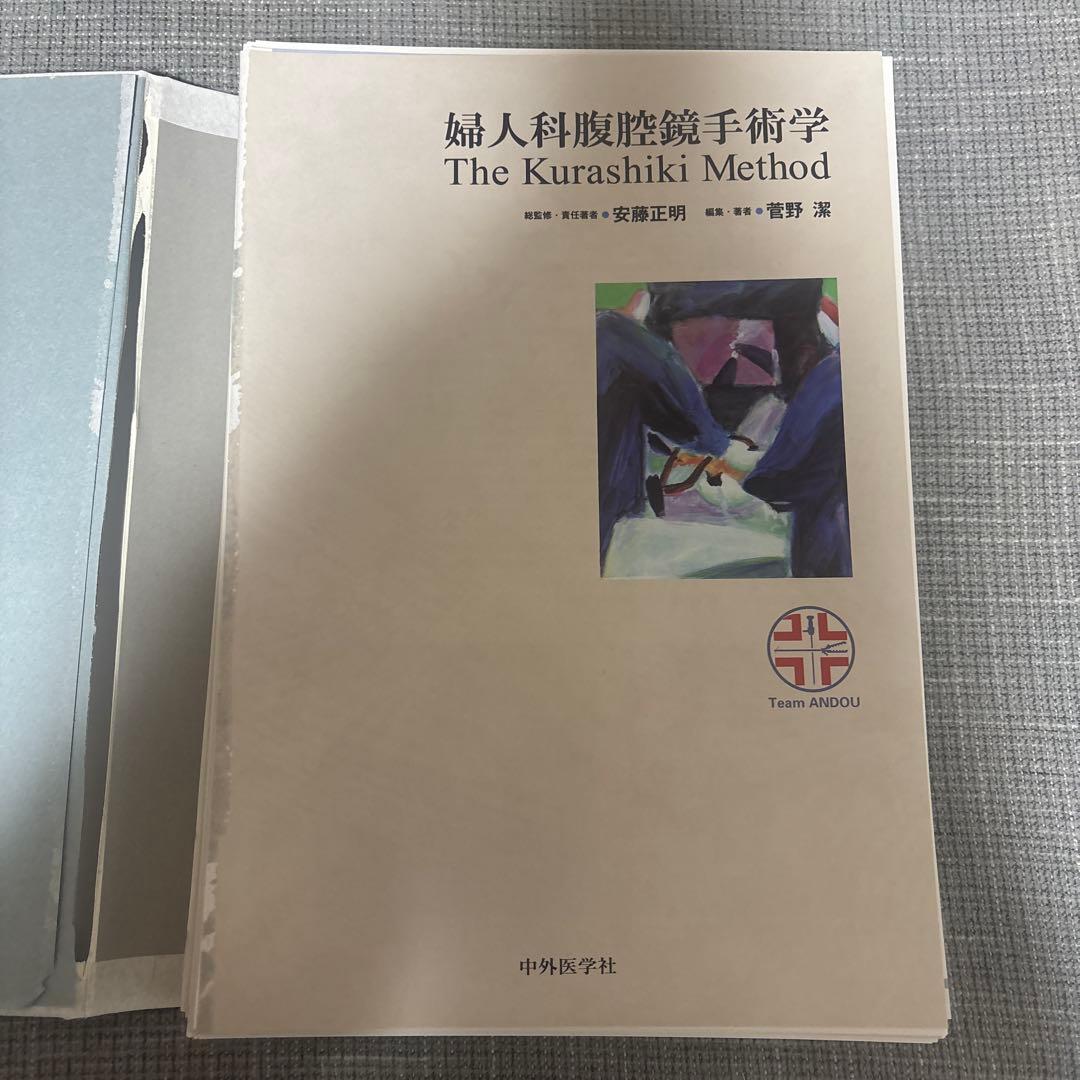 婦人科腹腔鏡手術学
The Kurashiki Method
総監修・責任著者●安藤正明　編集・著者●菅野 潔
Team ANDOU
中外医学社